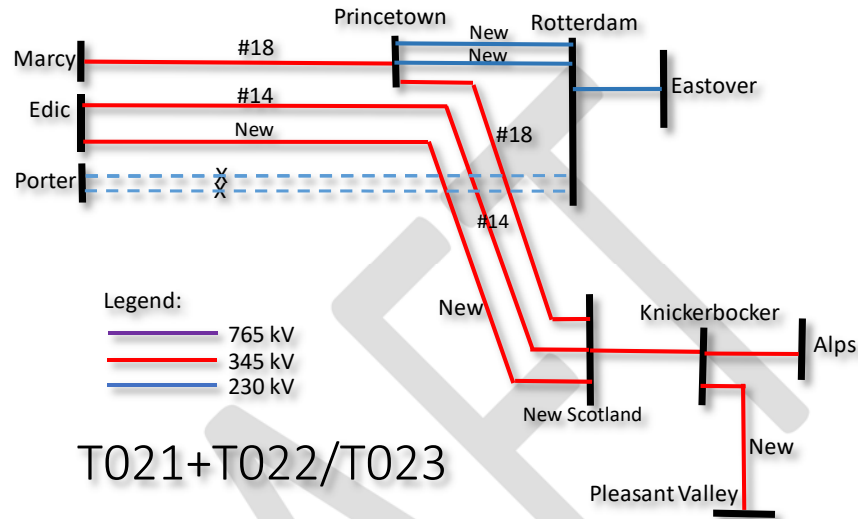 Princetown
Rotterdam
New
New
#18
Marcy
Eastover
#14
Edic
New
#18
X
X
Porter
#14
Legend:
New
Knickerbocker
765 kV
345 kV
230 kV
Alps
New Scotland
New
T021+T022/T023
Pleasant Valley
DRAFT